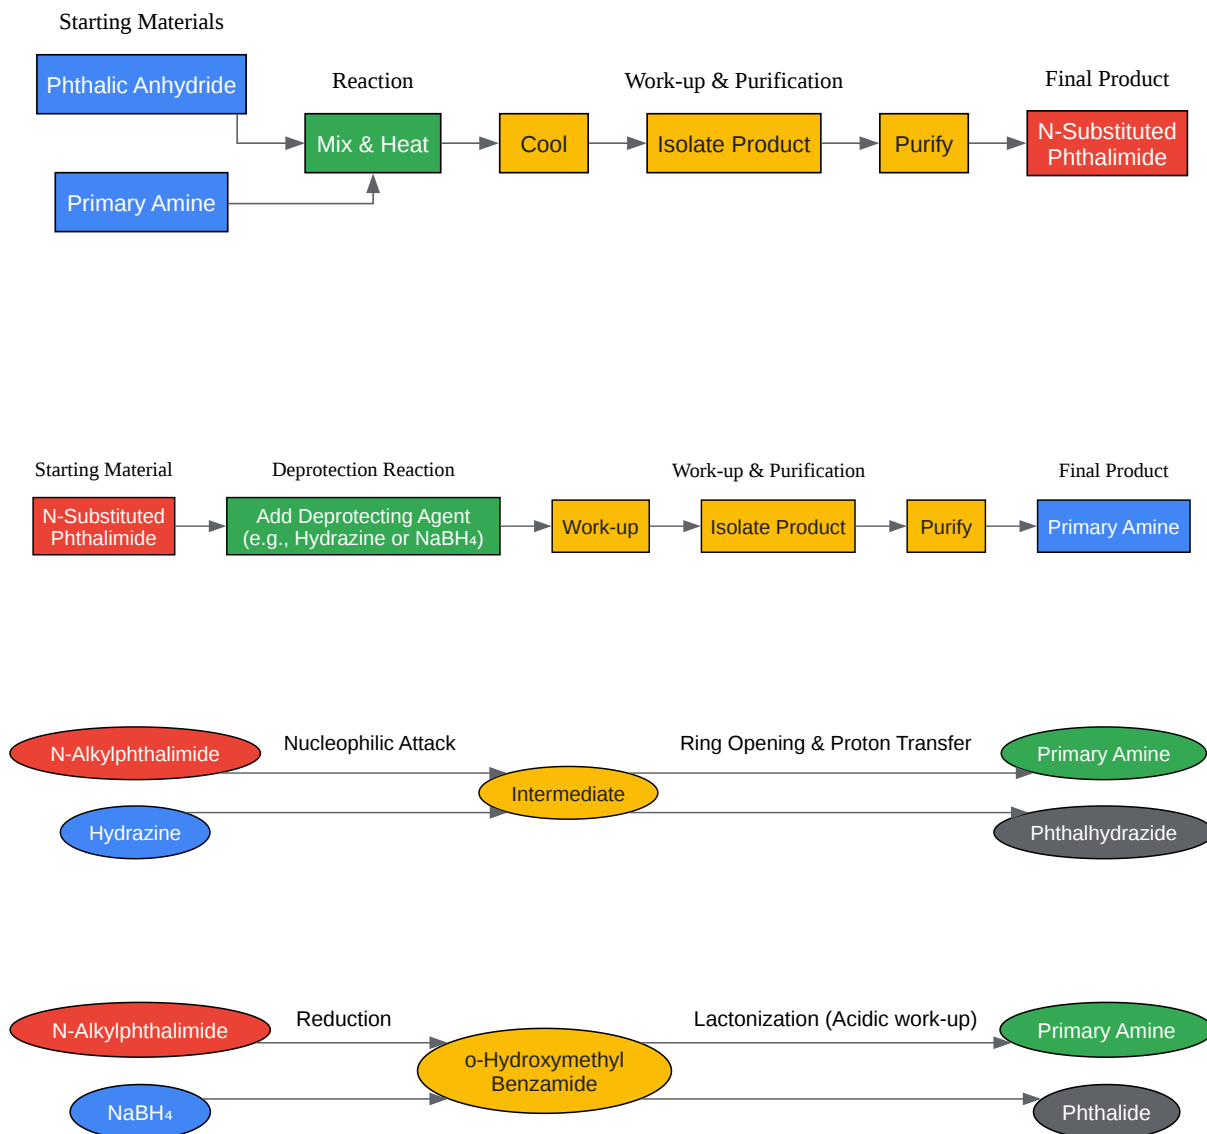 Starting Materials
Phthalic Anhydride
Primary Amine
Reaction
Mix & Heat
Cool
Work-up & Purification
Isolate Product
Purify
Final Product
N-Substituted
Phthalimide
Starting Material
N-Substituted
Phthalimide
Deprotection Reaction
Add Deprotecting Agent
(e.g., Hydrazine or NaBH₄)
Work-up
Work-up & Purification
Isolate Product
Purify
Final Product
Primary Amine
N-Alkylphthalimide
Hydrazine
Nucleophilic Attack
Intermediate
Ring Opening & Proton Transfer
Primary Amine
Phthalhydrazide
N-Alkylphthalimide
NaBH₄
Reduction
o-Hydroxymethyl
Benzamide
Lactonization (Acidic work-up)
Primary Amine
Phthalide